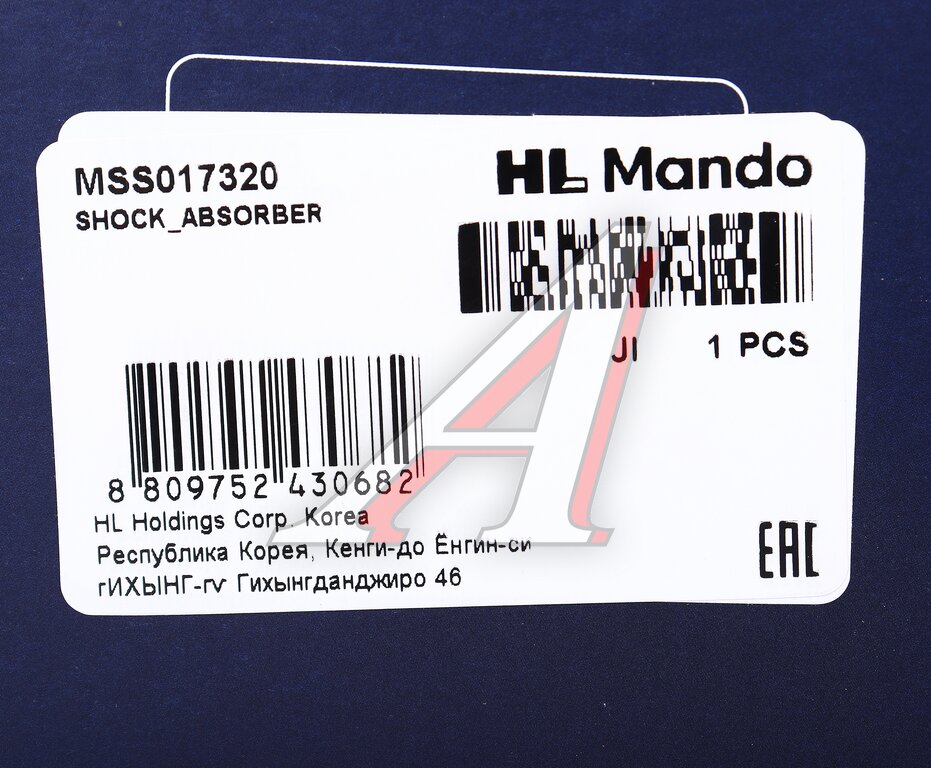 MSS017320
HL Mando
SHOCK_ABSORBER
JI 1 PCS
8 809752 430682
HL Holdings Corp. Korea
Республика Корея, Кенги-до Ёнгин-си
гИХЫНГ-гv Гихынгданджиро 46
EAC